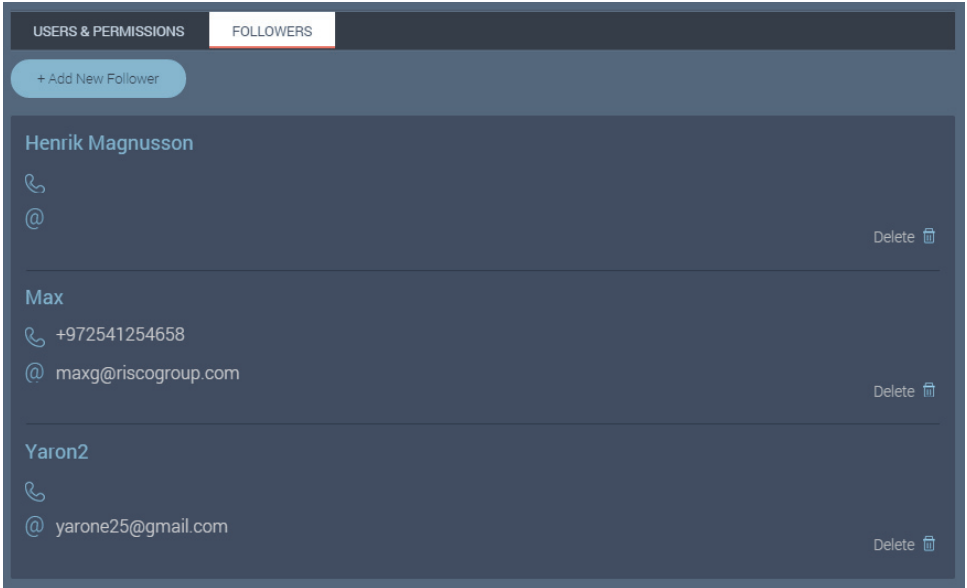 USERS & PERMISSIONS FOLLOWERS
+ Add New Follower
Henrik Magnusson
@
Delete
Max
+972541254658
@ maxg@riscogroup.com
Delete
Yaron2
@ yarone25@gmail.com
Delete